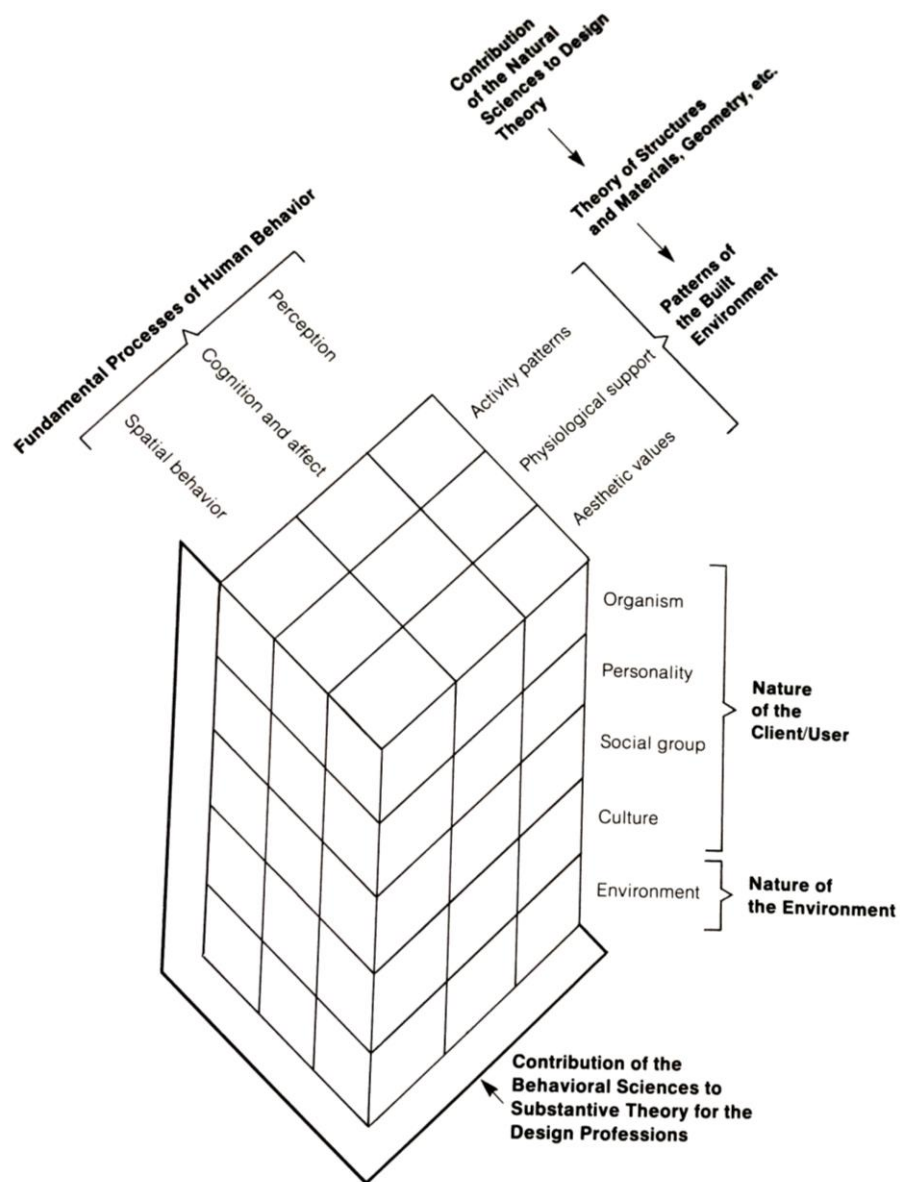 Contribution
of the Natural
Sciences to Design
Theory
Theory of Structures
and Materials, Geometry, etc.
Patterns of
the Built
Environment
Fundamental Processes of Human Behavior
Perception
Cognition and affect
Spatial behavior
Activity patterns
Physiological support
Aesthetic values
Organism
Personality
Social group
Culture
Environment
Nature
of the
Client/User
Nature of
the Environment
Contribution of the
Behavioral Sciences to
Substantive Theory for the
Design Professions